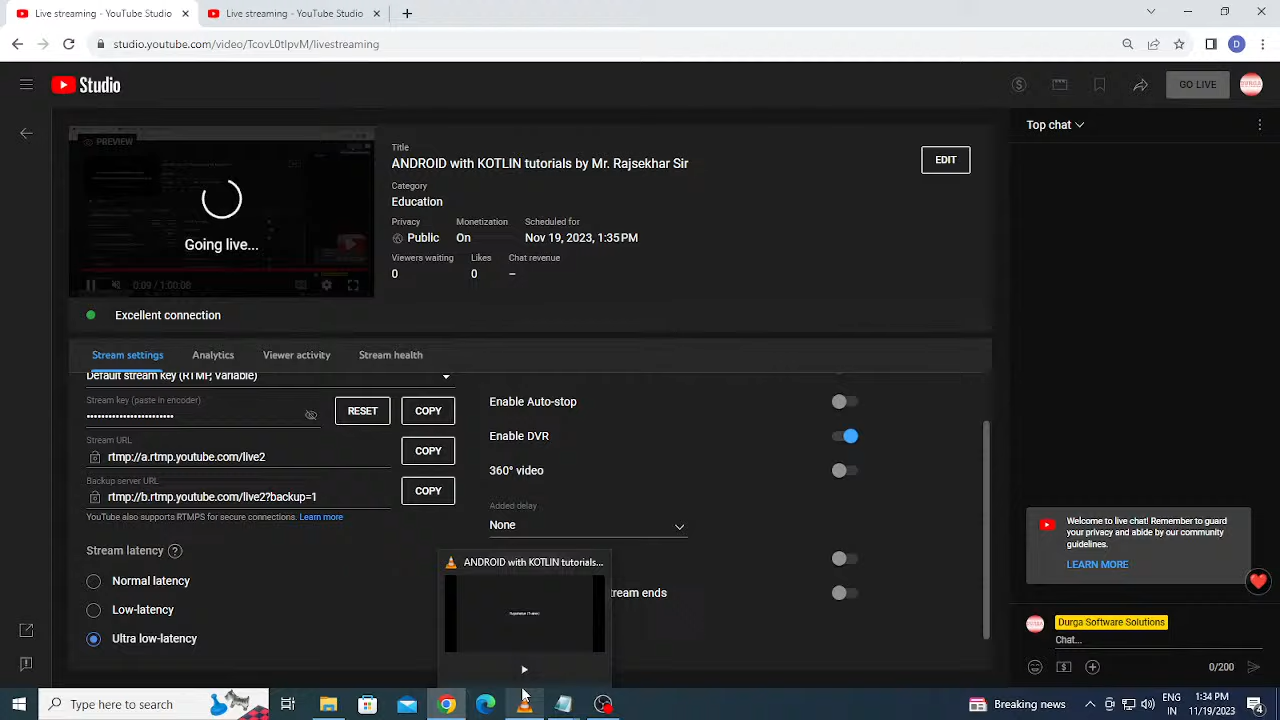 Live streaming - YouTube Studio
Live streaming - YouTube Studio
studio.youtube.com/video/TcovL0tIpvM/livestreaming
D
Studio
GO LIVE
PREVIEW
Going live...
0:09 / 1:00:08
Title
ANDROID with KOTLIN tutorials by Mr. Rajsekhar Sir
EDIT
Category
Education
Privacy
Monetization
Scheduled for
Public
On
Nov 19, 2023, 1:35 PM
Viewers waiting
Likes
Chat revenue
0
0
–
Excellent connection
Stream settings
Analytics
Viewer activity
Stream health
Default stream key (RTMP, Variable)
Stream key (paste in encoder)
RESET
COPY
Stream URL
rtmp://a.rtmp.youtube.com/live2
COPY
Backup server URL
rtmp://b.rtmp.youtube.com/live2?backup=1
COPY
YouTube also supports RTMPS for secure connections. Learn more
Stream latency
Normal latency
Low-latency
Ultra low-latency
Enable Auto-stop
Enable DVR
360° video
Added delay
None
tream ends
ANDROID with KOTLIN tutorials...
Top chat
Welcome to live chat! Remember to guard
your privacy and abide by our community
guidelines.
LEARN MORE
Durga Software Solutions
Chat...
0/200
Type here to search
Breaking news
ENG
IN
1:34 PM
11/19/2023
4